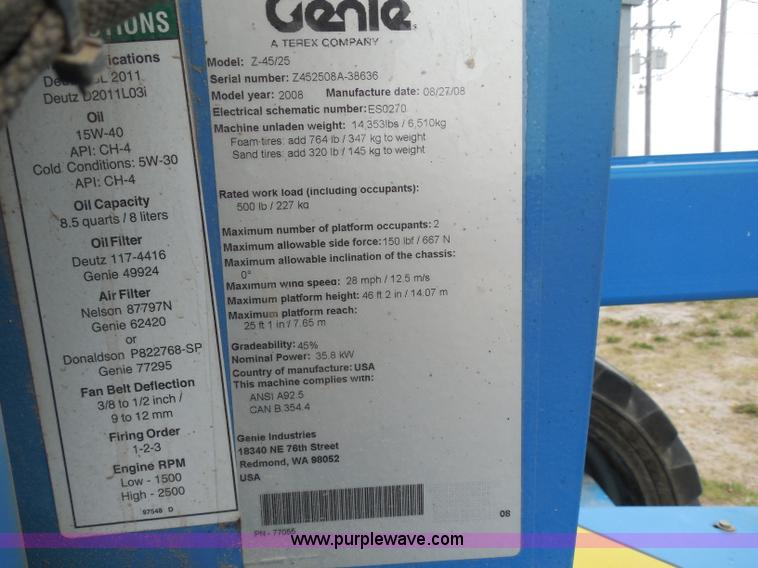 CTIONS
Deutz 2011
Deutz D2011L03i
Oil
15W-40
API: CH-4
Cold Conditions: 5W-30
API: CH-4
Oil Capacity
8.5 quarts / 8 liters
Oil Filter
Deutz 117-4416
Genie 49924
Air Filter
Nelson 87797N
Genie 62420
or
Donaldson P822768-SP
Genie 77295
Fan Belt Deflection
3/8 to 1/2 inch /
9 to 12 mm
Firing Order
1-2-3
Engine RPM
Low - 1500
High - 2500
97548 D
Genie
A TEREX COMPANY
Model: Z-45/25
Serial number: Z452508A-38636
Model year: 2008 Manufacture date: 08/27/08
Electrical schematic number: ES0270
Machine unladen weight: 14,353lbs / 6,510kg
Foam tires: add 764 lb / 347 kg to weight
Sand tires: add 320 lb / 145 kg to weight
Rated work load (including occupants):
500 lb / 227 kg
Maximum number of platform occupants: 2
Maximum allowable side force: 150 lbf / 667 N
Maximum allowable inclination of the chassis:
0°
Maximum wind speed: 28 mph / 12.5 m/s
Maximum platform height: 46 ft 2 in / 14.07 m
Maximum platform reach:
25 ft 1 in / 7.65 m
Gradeability: 45%
Nominal Power: 35.8 kW
Country of manufacture: USA
This machine complies with:
ANSI A92.5
CAN B.354.4
Genie Industries
18340 NE 76th Street
Redmond, WA 98052
USA
08
PN - 77055
www.purplewave.com